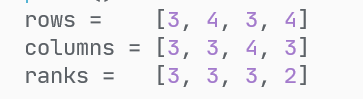 rows =    [3, 4, 3, 4]
columns = [3, 3, 4, 3]
ranks =   [3, 3, 3, 2]